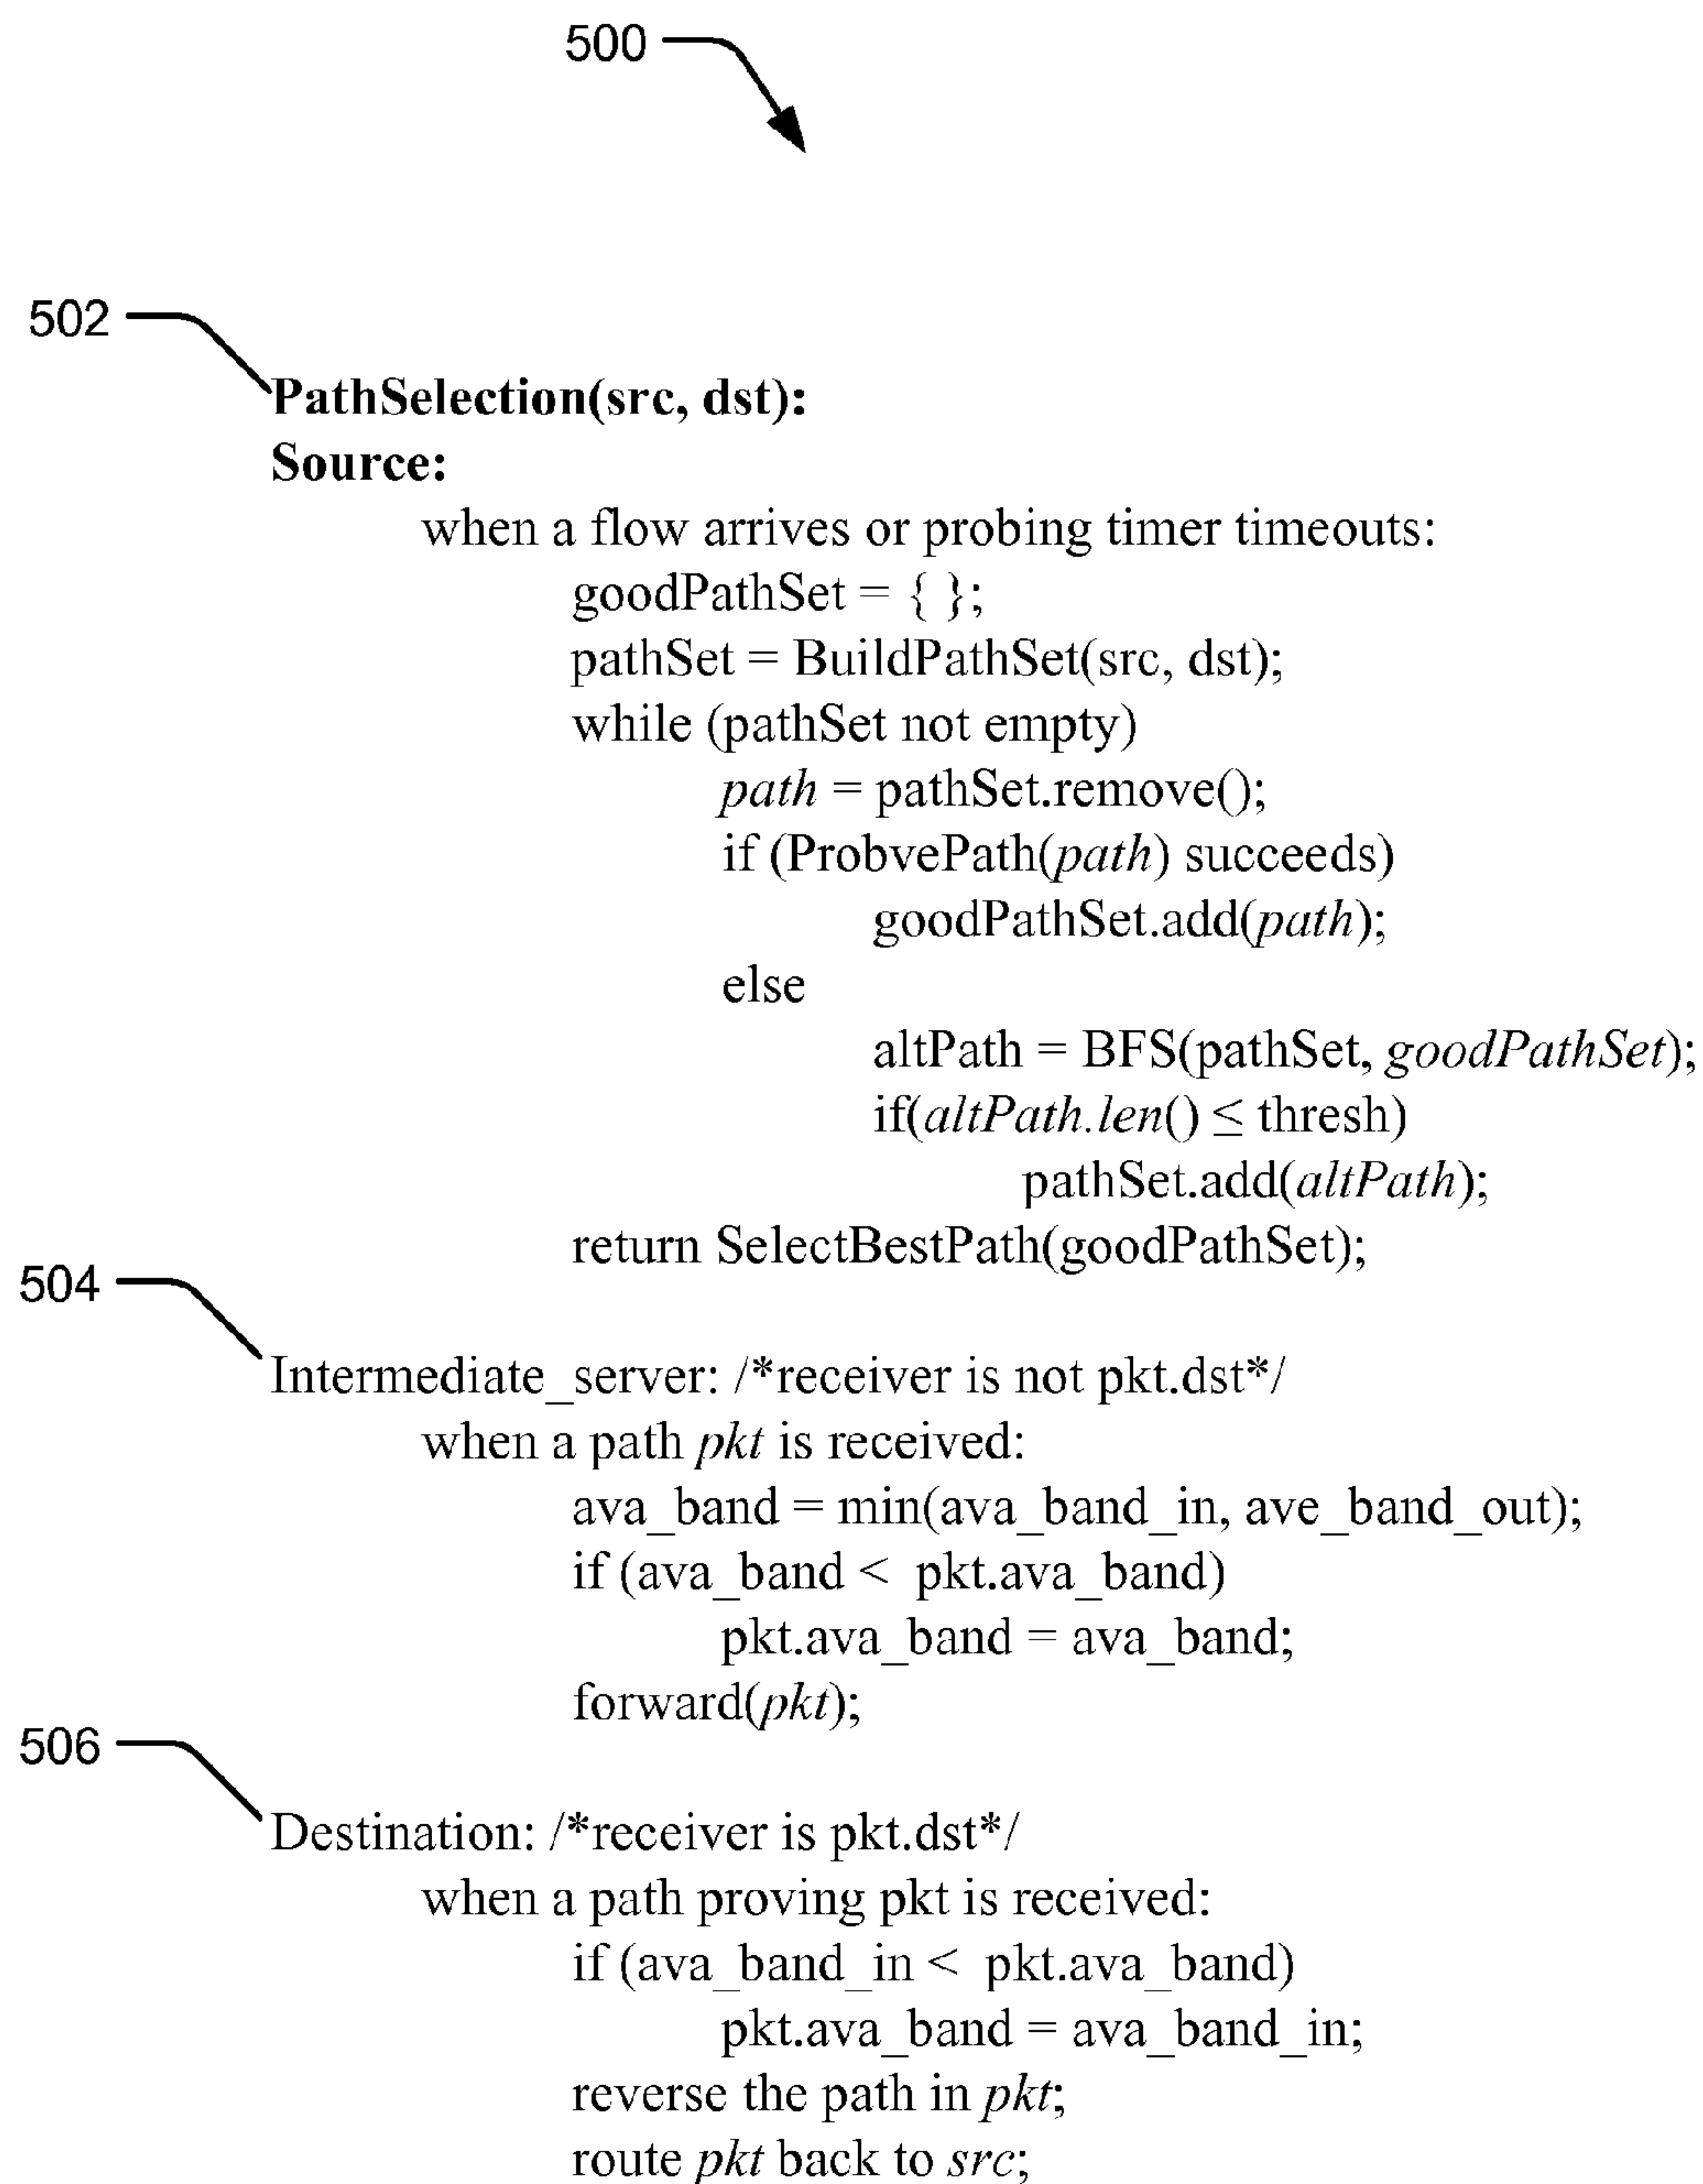 500
502
PathSelection(src, dst):
Source:
when a flow arrives or probing timer timeouts:
goodPathSet = { };
pathSet = BuildPathSet(src, dst);
while (pathSet not empty)
path = pathSet.remove();
if (ProbvePath(path) succeeds)
goodPathSet.add(path);
else
altPath = BFS(pathSet, goodPathSet);
if(altPath.len() ≤ thresh)
pathSet.add(altPath);
return SelectBestPath(goodPathSet);
504
Intermediate_server: /*receiver is not pkt.dst*/
when a path pkt is received:
ava_band = min(ava_band_in, ave_band_out);
if (ava_band < pkt.ava_band)
pkt.ava_band = ava_band;
forward(pkt);
506
Destination: /*receiver is pkt.dst*/
when a path proving pkt is received:
if (ava_band_in < pkt.ava_band)
pkt.ava_band = ava_band_in;
reverse the path in pkt;
route pkt back to src;